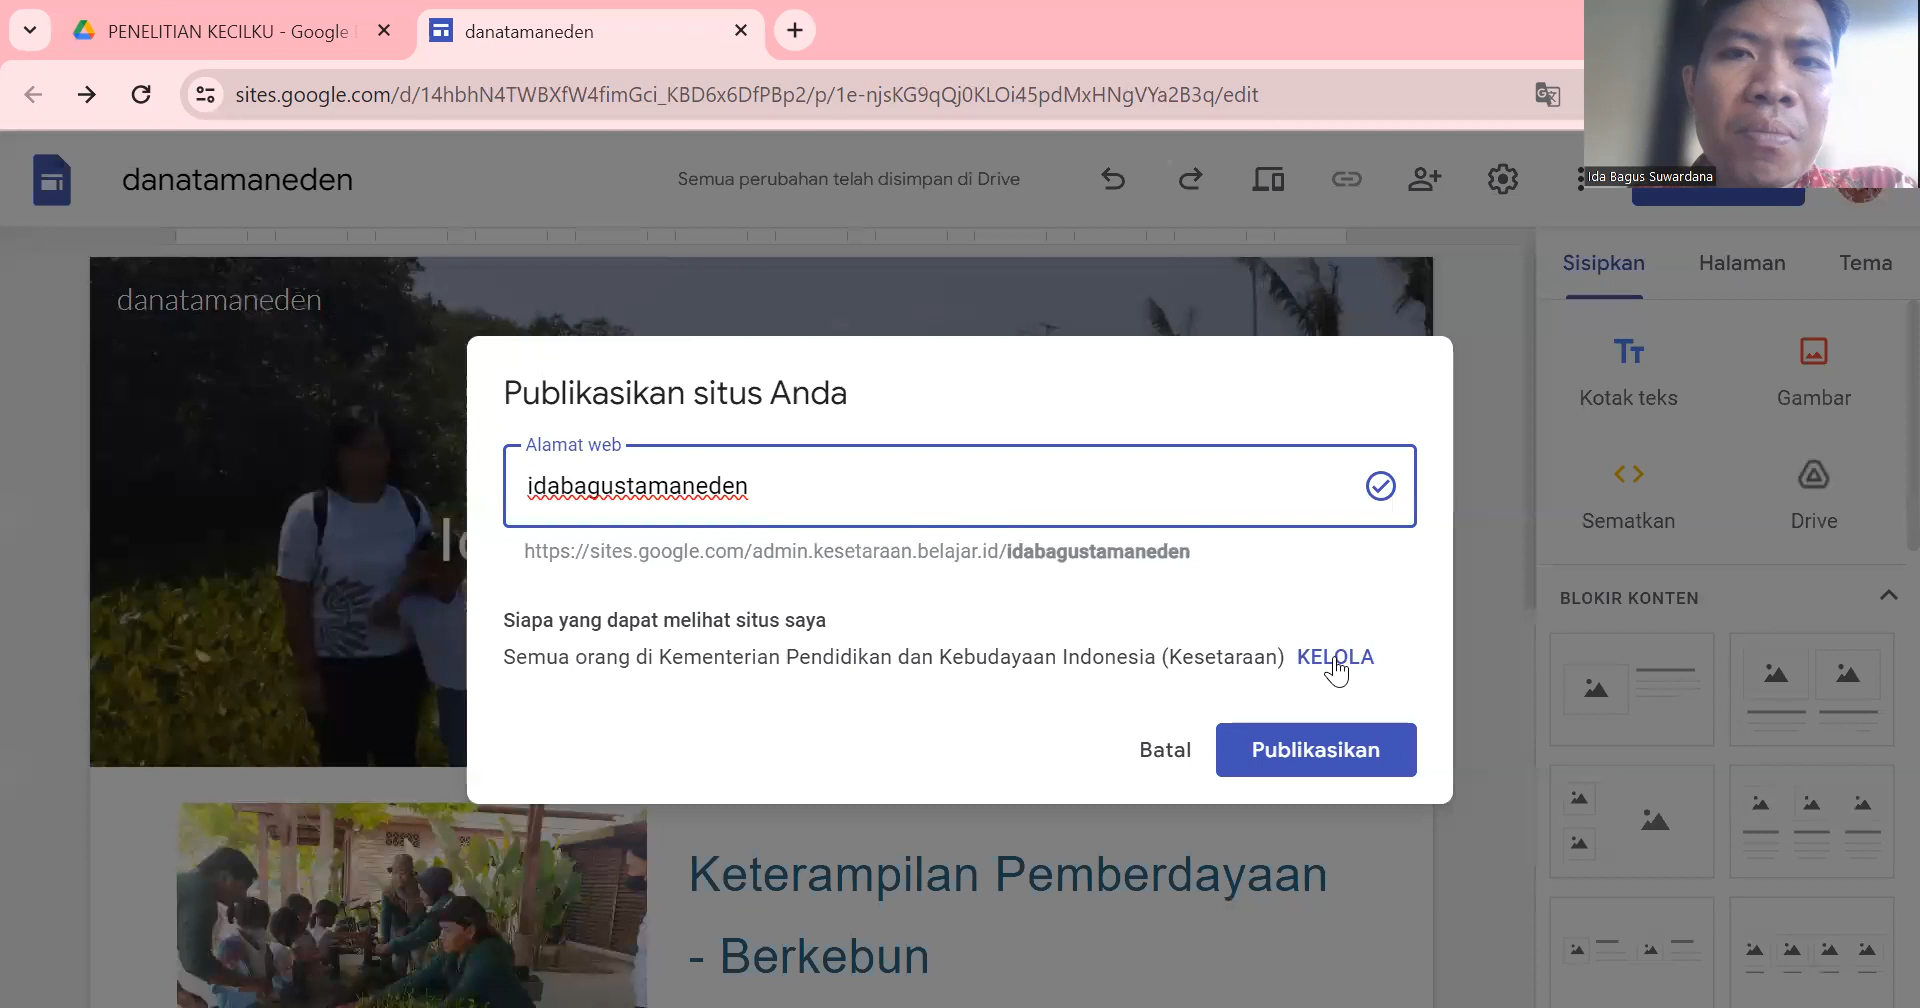 PENELITIAN KECILKU - Google
danatamaneden
sites.google.com/d/14hbhN4TWBXfW4fimGci_KBD6x6DfPBp2/p/1e-njsKG9qQj0KLOi45pdMxHNgVYa2B3q/edit
Ida Bagus Suwardana
danatamaneden
Semua perubahan telah disimpan di Drive
Sisipkan
Halaman
Tema
danatamaneden
Kotak teks
Gambar
Sematkan
Drive
BLOKIR KONTEN
Publikasikan situs Anda
Alamat web
idabagustamaneden
https://sites.google.com/admin.kesetaraan.belajar.id/idabagustamaneden
Siapa yang dapat melihat situs saya
Semua orang di Kementerian Pendidikan dan Kebudayaan Indonesia (Kesetaraan) KELOLA
Batal
Publikasikan
Keterampilan Pemberdayaan
- Berkebun